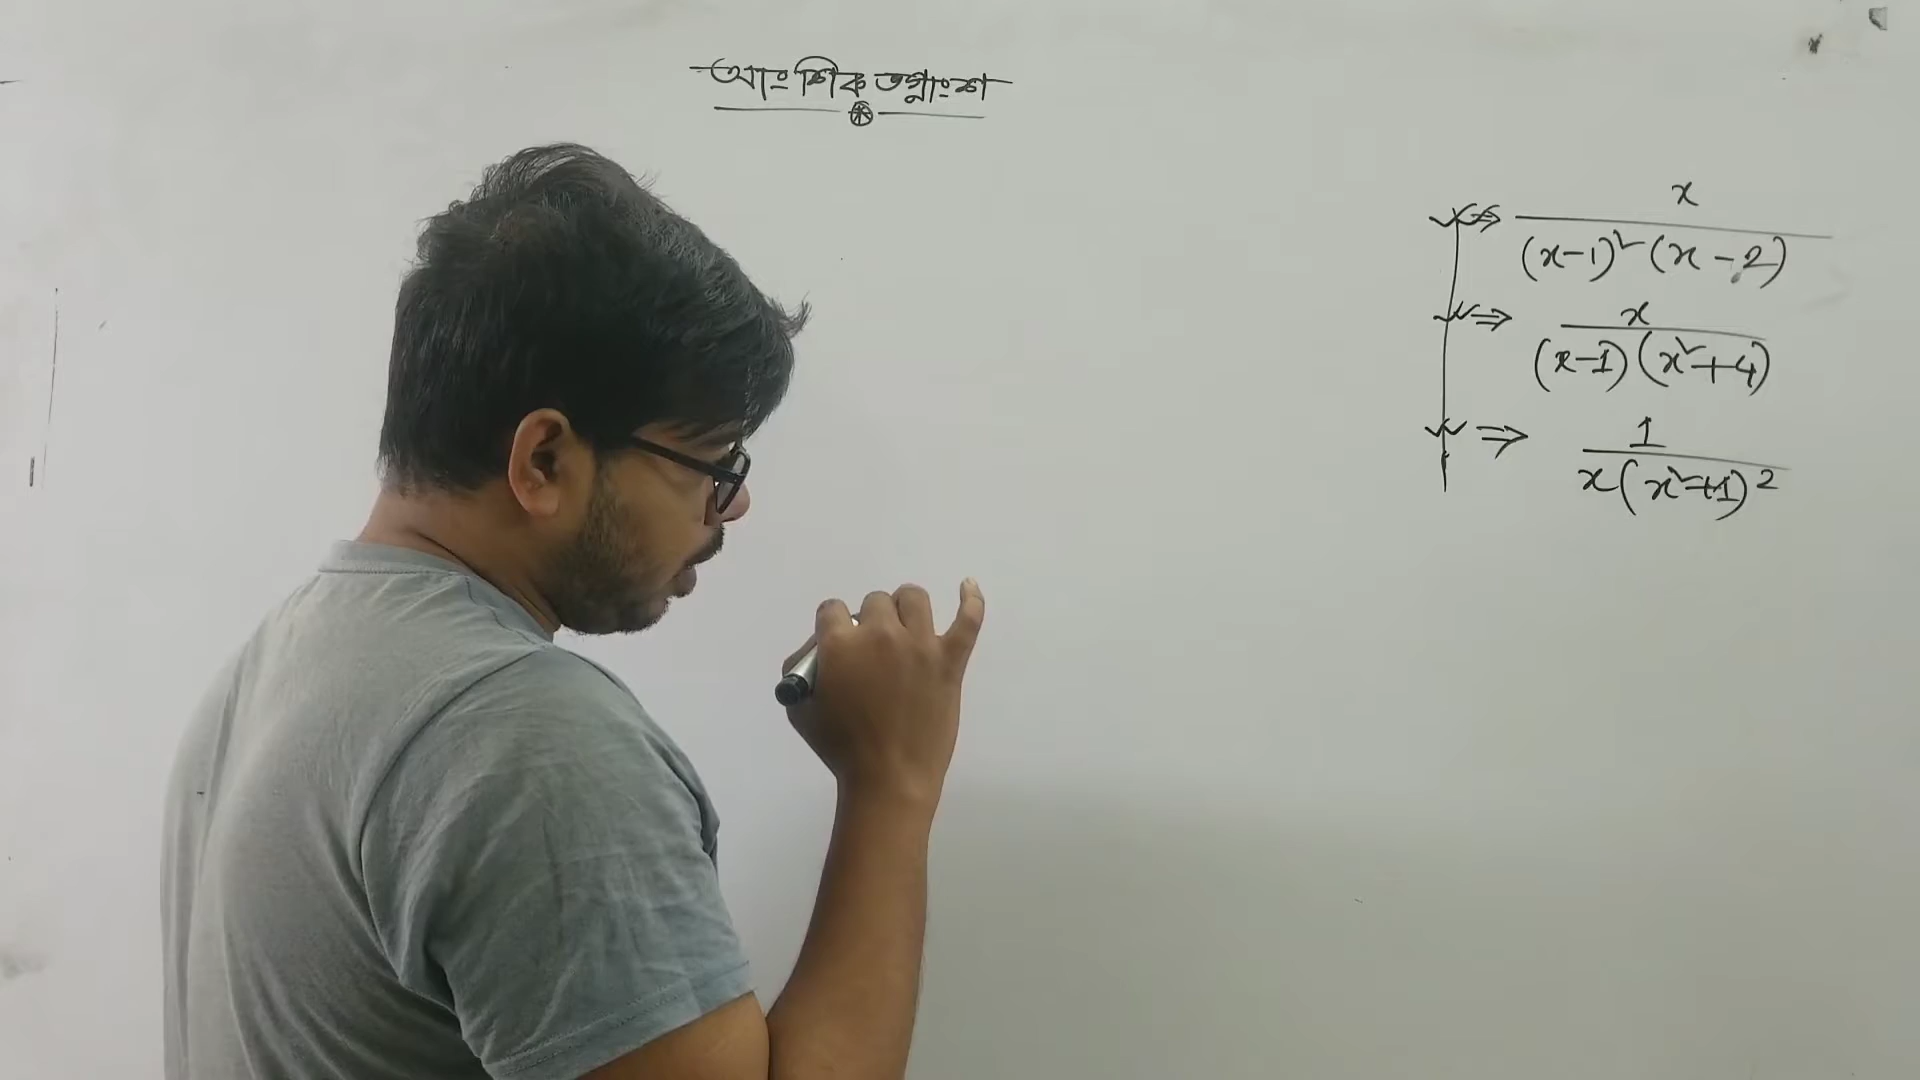 আংশিক ভগ্নাংশ
⇒ x / (x-1)² (x-2)
⇒ x / (x-1) (x²+4)
⇒ 1 / x(x²+1)²